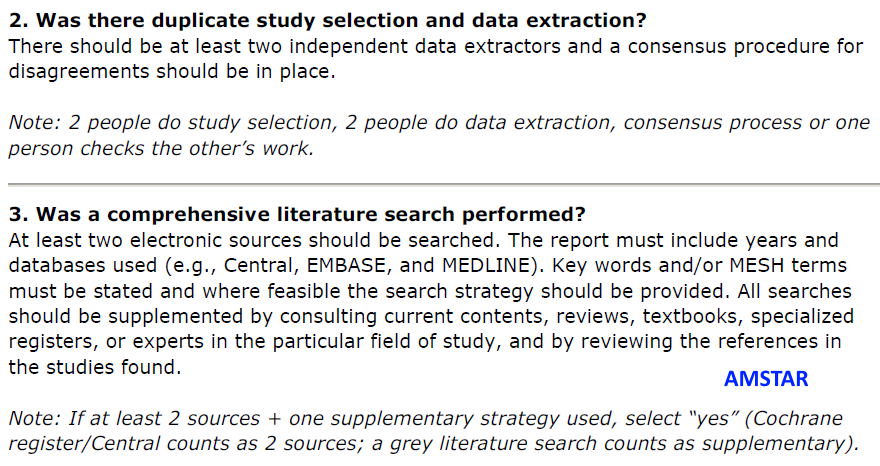 2. Was there duplicate study selection and data extraction?
There should be at least two independent data extractors and a consensus procedure for
disagreements should be in place.
Note: 2 people do study selection, 2 people do data extraction, consensus process or one
person checks the other’s work.
3. Was a comprehensive literature search performed?
At least two electronic sources should be searched. The report must include years and
databases used (e.g., Central, EMBASE, and MEDLINE). Key words and/or MESH terms
must be stated and where feasible the search strategy should be provided. All searches
should be supplemented by consulting current contents, reviews, textbooks, specialized
registers, or experts in the particular field of study, and by reviewing the references in
the studies found.
AMSTAR
Note: If at least 2 sources + one supplementary strategy used, select “yes” (Cochrane
register/Central counts as 2 sources; a grey literature search counts as supplementary).